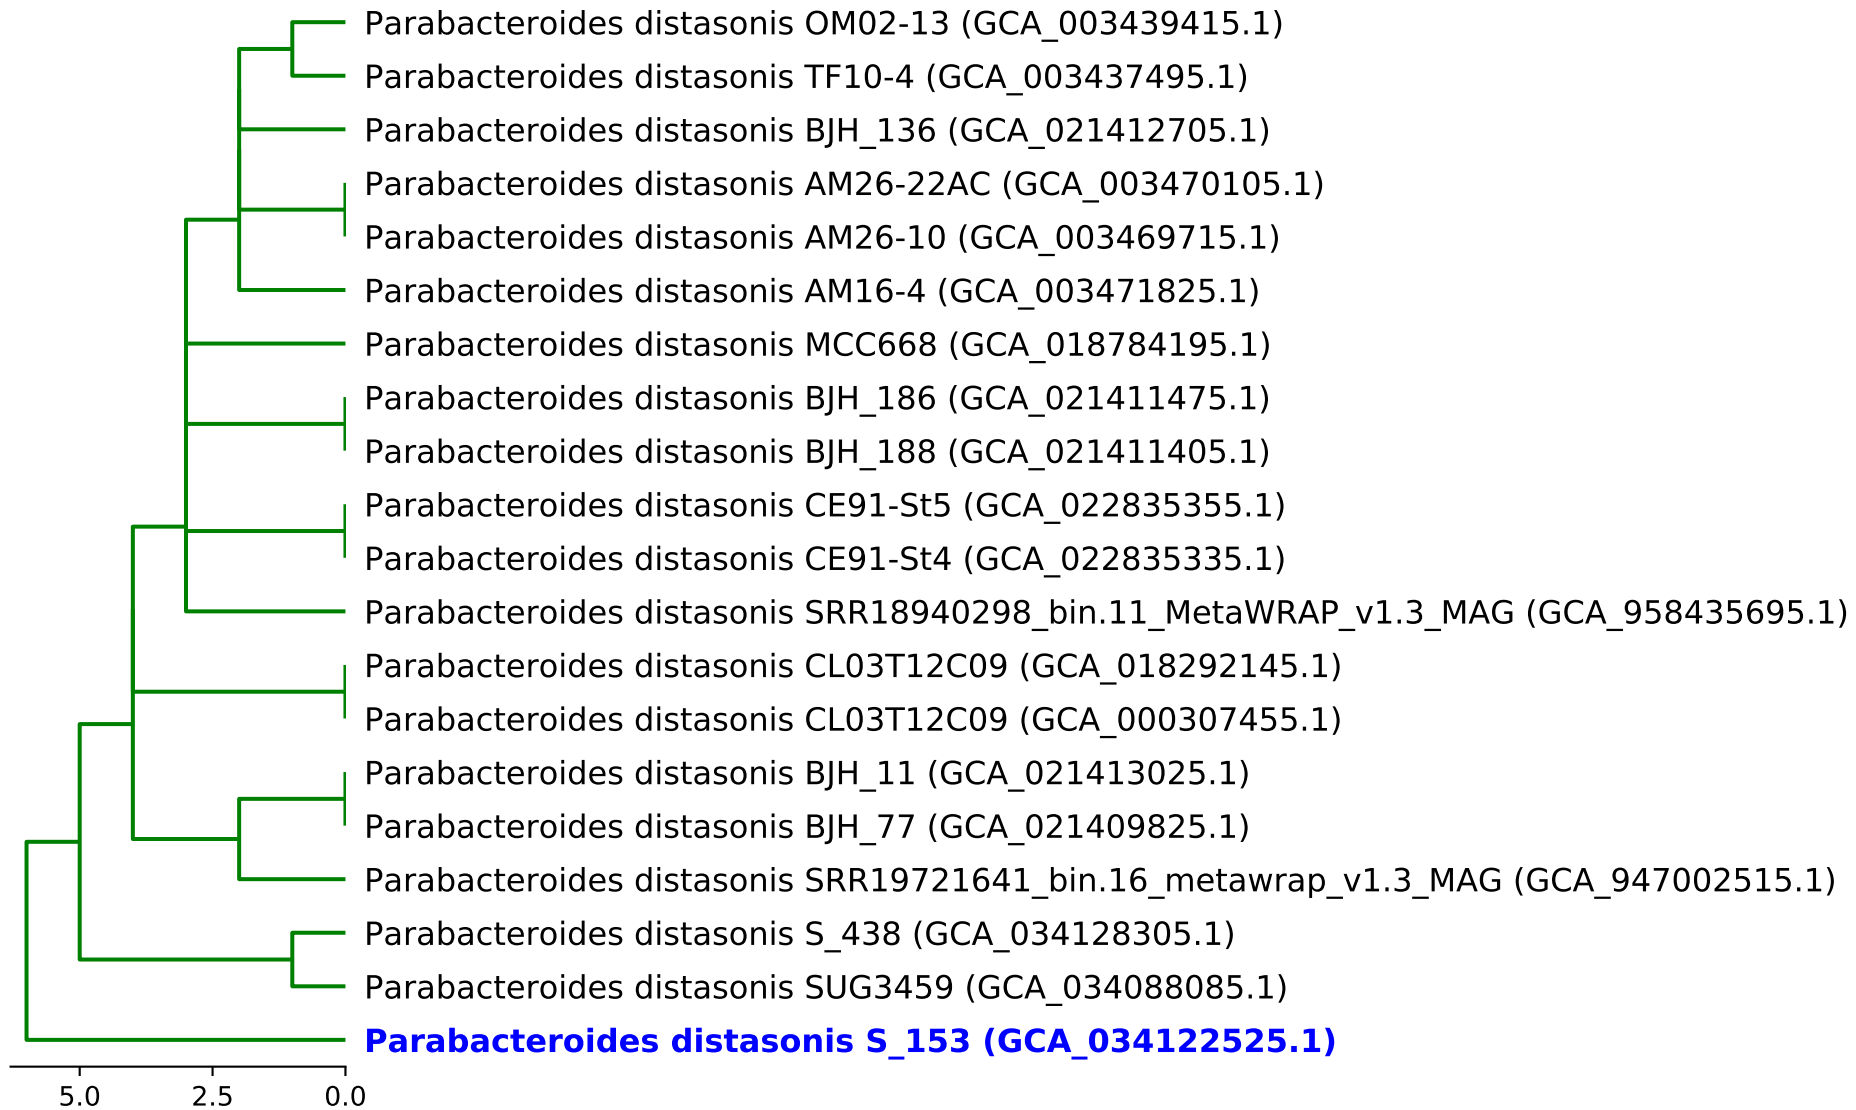 Parabacteroides distasonis OM02-13 (GCA_003439415.1)
Parabacteroides distasonis TF10-4 (GCA_003437495.1)
Parabacteroides distasonis BJH_136 (GCA_021412705.1)
Parabacteroides distasonis AM26-22AC (GCA_003470105.1)
Parabacteroides distasonis AM26-10 (GCA_003469715.1)
Parabacteroides distasonis AM16-4 (GCA_003471825.1)
Parabacteroides distasonis MCC668 (GCA_018784195.1)
Parabacteroides distasonis BJH_186 (GCA_021411475.1)
Parabacteroides distasonis BJH_188 (GCA_021411405.1)
Parabacteroides distasonis CE91-St5 (GCA_022835355.1)
Parabacteroides distasonis CE91-St4 (GCA_022835335.1)
Parabacteroides distasonis SRR18940298_bin.11_MetaWRAP_v1.3_MAG (GCA_958435695.1)
Parabacteroides distasonis CL03T12C09 (GCA_018292145.1)
Parabacteroides distasonis CL03T12C09 (GCA_000307455.1)
Parabacteroides distasonis BJH_11 (GCA_021413025.1)
Parabacteroides distasonis BJH_77 (GCA_021409825.1)
Parabacteroides distasonis SRR19721641_bin.16_metawrap_v1.3_MAG (GCA_947002515.1)
Parabacteroides distasonis S_438 (GCA_034128305.1)
Parabacteroides distasonis SUG3459 (GCA_034088085.1)
Parabacteroides distasonis S_153 (GCA_034122525.1)
5.0 2.5 0.0